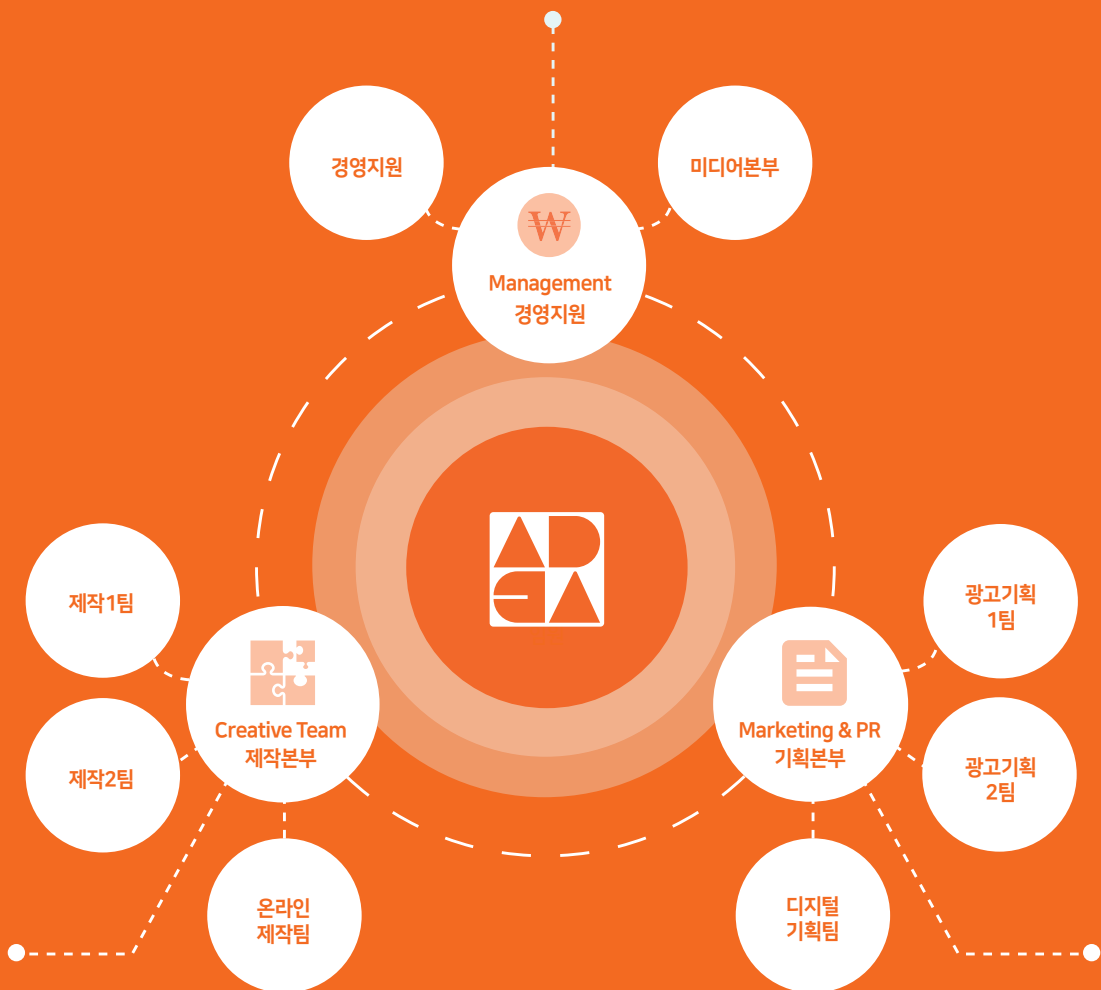 경영지원
미디어본부
W
Management
경영지원
AD
EA
제작1팀
광고기획
1팀
Creative Team
제작본부
Marketing & PR
기획본부
제작2팀
광고기획
2팀
온라인
제작팀
디지털
기획팀